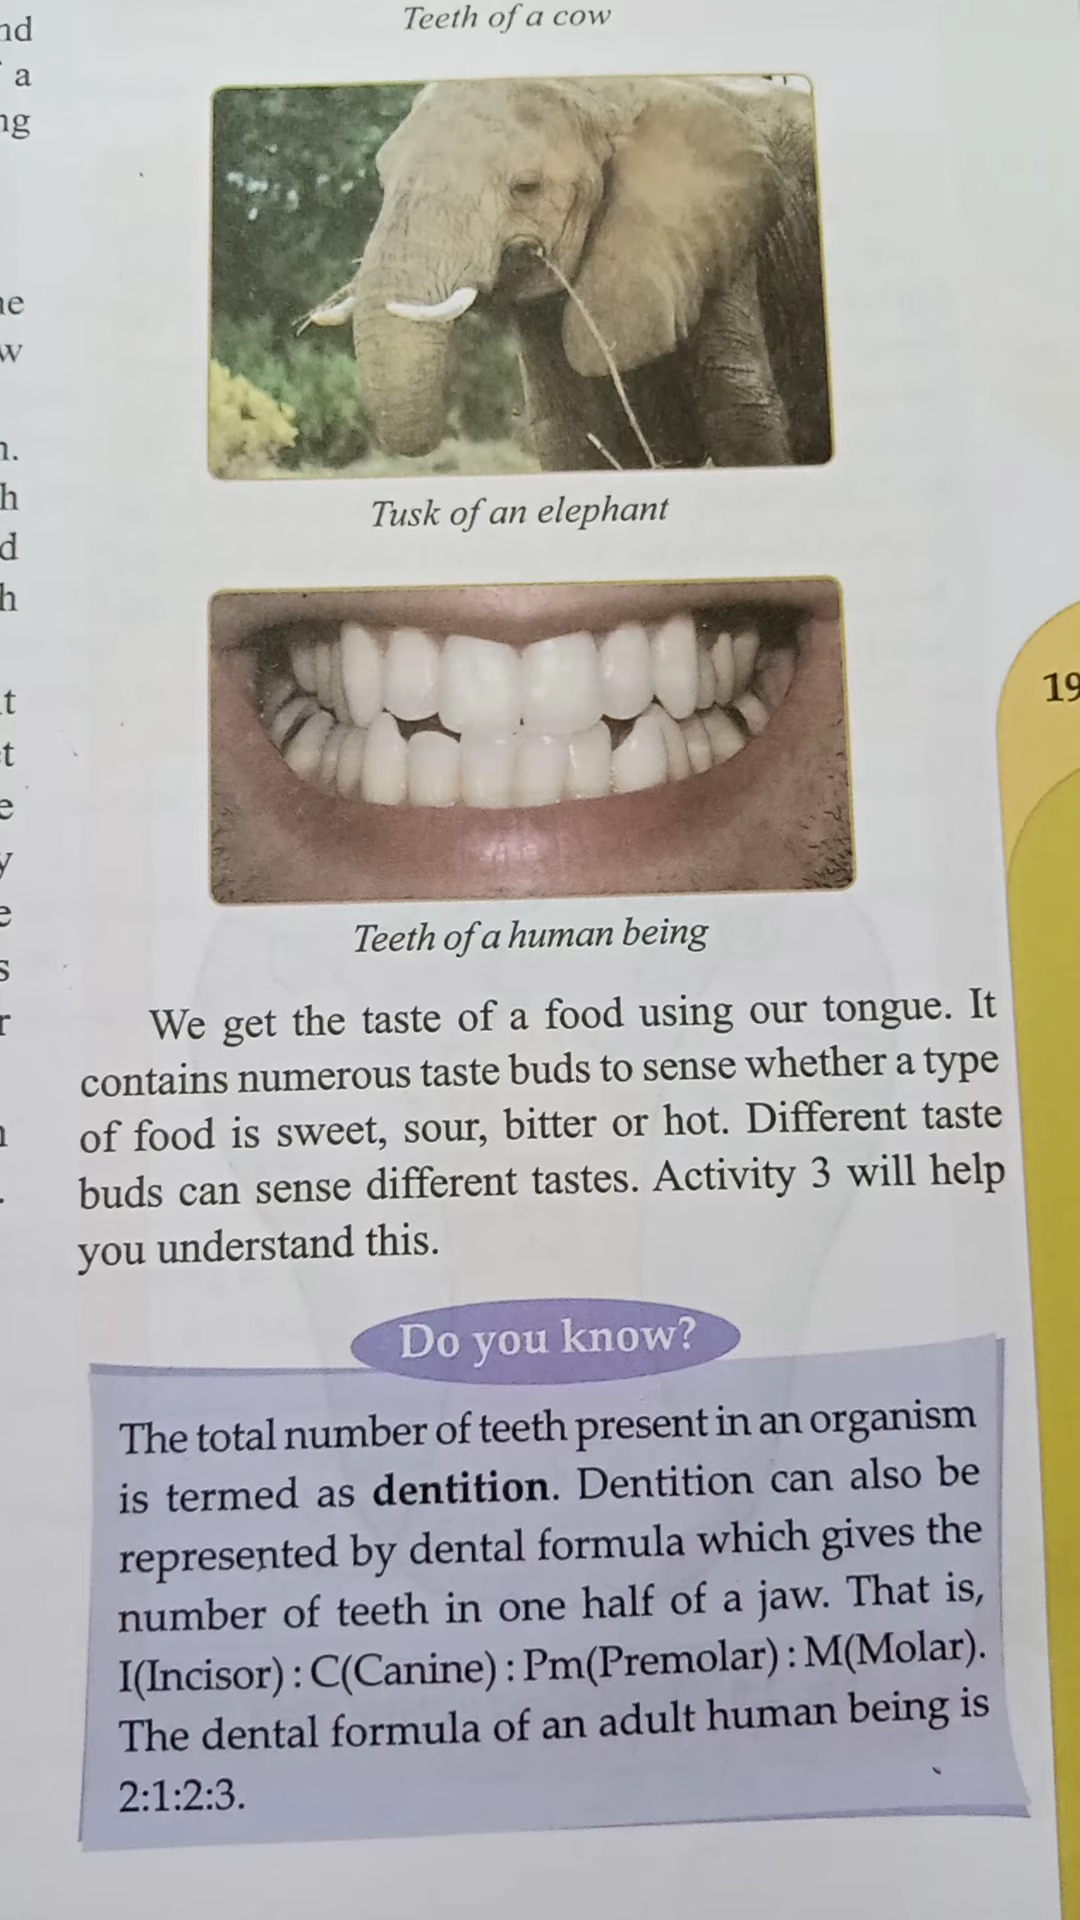 Teeth of a cow
Tusk of an elephant
Teeth of a human being
19
We get the taste of a food using our tongue. It
contains numerous taste buds to sense whether a type
of food is sweet, sour, bitter or hot. Different taste
buds can sense different tastes. Activity 3 will help
you understand this.
Do you know?
The total number of teeth present in an organism
is termed as dentition. Dentition can also be
represented by dental formula which gives the
number of teeth in one half of a jaw. That is,
I(Incisor) : C(Canine) : Pm(Premolar) : M(Molar).
The dental formula of an adult human being is
2:1:2:3.